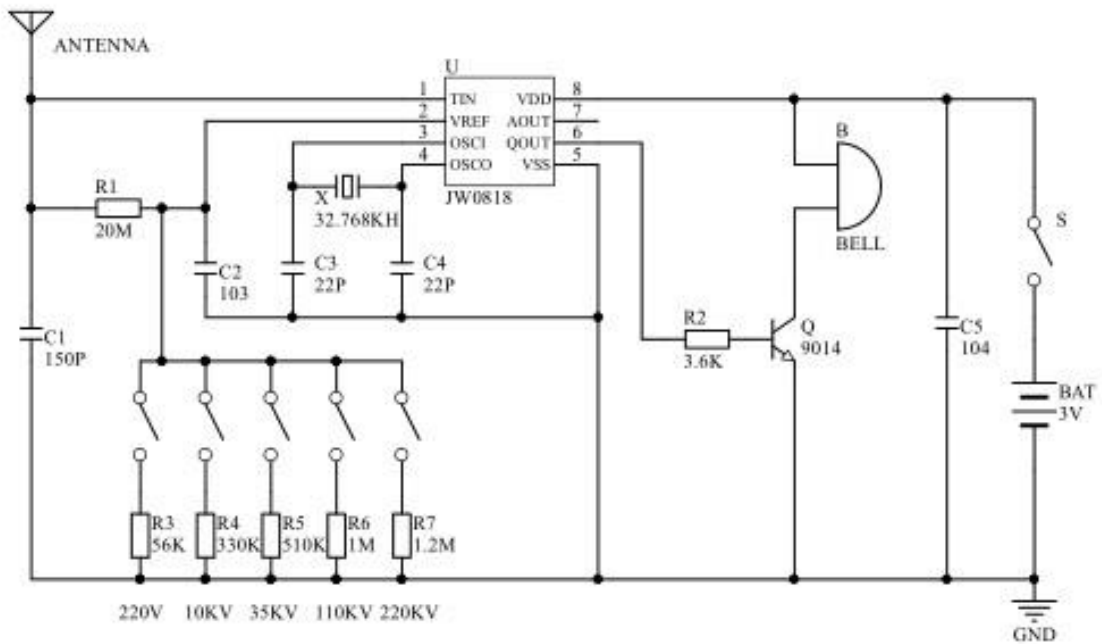 ANTENNA
U
1 TIN VDD 8
2 VREF AOUT 7
3 OSCI QOUT 6
4 OSCO VSS 5
JW0818
B
BELL
R1
20M
X
32.768KH
S
C2
103
C3
22P
C4
22P
C1
150P
R2
3.6K
Q
9014
C5
104
BAT
3V
R3
56K
R4
330K
R5
510K
R6
1M
R7
1.2M
220V 10KV 35KV 110KV 220KV
GND